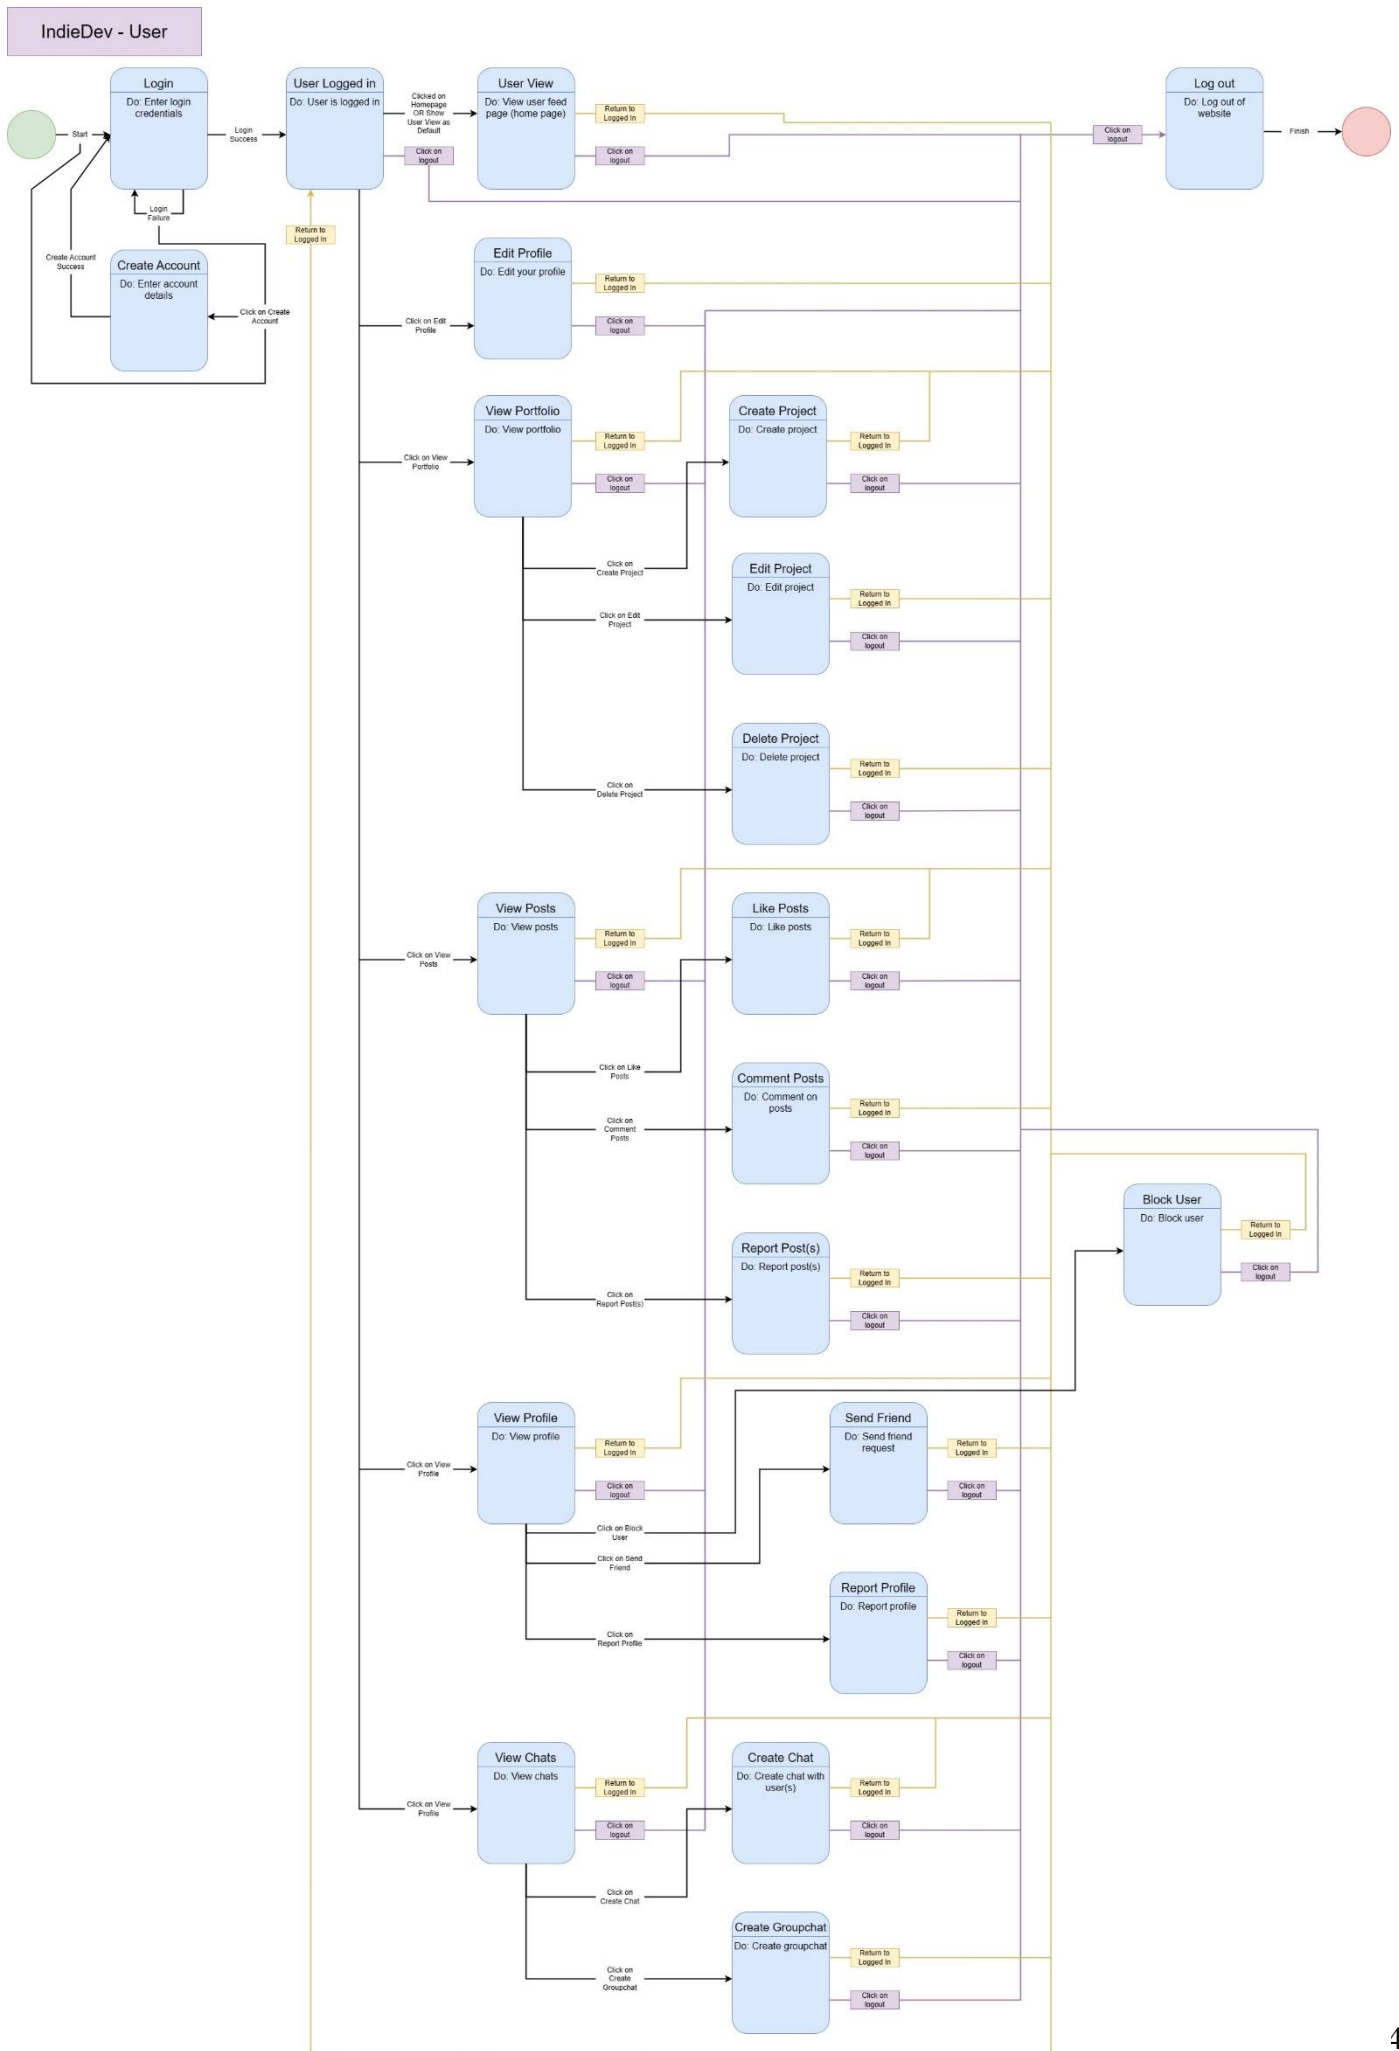 IndieDev - User
Login
Do: Enter login
credentials
User Logged in
Do: User is logged in
Clicked on
Homepage
OR Show
User View as
Default
User View
Do: View user feed
page (home page)
Return to
Logged In
Click on
logout
Click on
logout
Click on
logout
Log out
Do: Log out of
website
Start
Login
Success
Finish
Login
Failure
Return to
Logged In
Create Account
Success
Create Account
Do: Enter account
details
Click on Create
Account
Edit Profile
Do: Edit your profile
Return to
Logged In
Click on Edit
Profile
Click on
logout
View Portfolio
Do: View portfolio
Return to
Logged In
Click on View
Portfolio
Click on
logout
Create Project
Do: Create project
Return to
Logged In
Click on
logout
Click on
Create Project
Edit Project
Do: Edit project
Return to
Logged In
Click on Edit
Project
Click on
logout
Delete Project
Do: Delete project
Return to
Logged In
Click on
Delete Project
Click on
logout
View Posts
Do: View posts
Return to
Logged In
Click on View
Posts
Click on
logout
Like Posts
Do: Like posts
Return to
Logged In
Click on
logout
Click on Like
Posts
Comment Posts
Do: Comment on
posts
Return to
Logged In
Click on
Comment
Posts
Click on
logout
Block User
Do: Block user
Return to
Logged In
Click on
logout
Report Post(s)
Do: Report post(s)
Return to
Logged In
Click on
Report Post(s)
Click on
logout
View Profile
Do: View profile
Return to
Logged In
Click on View
Profile
Click on
logout
Send Friend
Do: Send friend
request
Return to
Logged In
Click on
logout
Click on Block
User
Click on Send
Friend
Report Profile
Do: Report profile
Return to
Logged In
Click on
Report Profile
Click on
logout
View Chats
Do: View chats
Return to
Logged In
Click on View
Profile
Click on
logout
Create Chat
Do: Create chat with
user(s)
Return to
Logged In
Click on
logout
Click on
Create Chat
Create Groupchat
Do: Create groupchat
Return to
Logged In
Click on
Create
Groupchat
Click on
logout
4